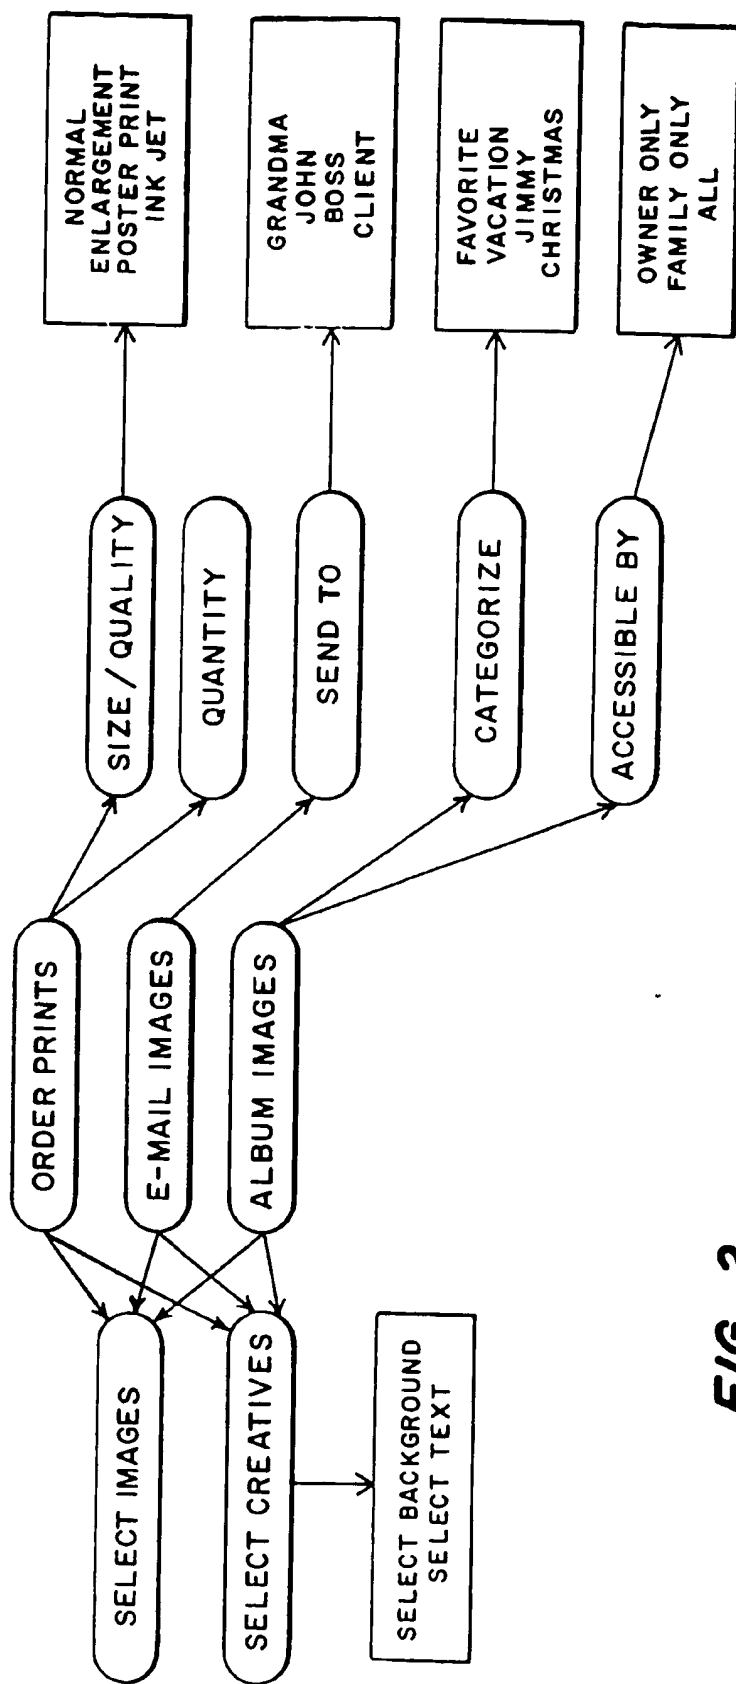 ORDER PRINTS
E-MAIL IMAGES
ALBUM IMAGES
SELECT IMAGES
SELECT CREATIVES
SELECT BACKGROUND
SELECT TEXT
SIZE / QUALITY
QUANTITY
SEND TO
CATEGORIZE
ACCESSIBLE BY
NORMAL
ENLARGEMENT
POSTER PRINT
INK JET
GRANDMA
JOHN
BOSS
CLIENT
FAVORITE
VACATION
JIMMY
CHRISTMAS
OWNER ONLY
FAMILY ONLY
ALL